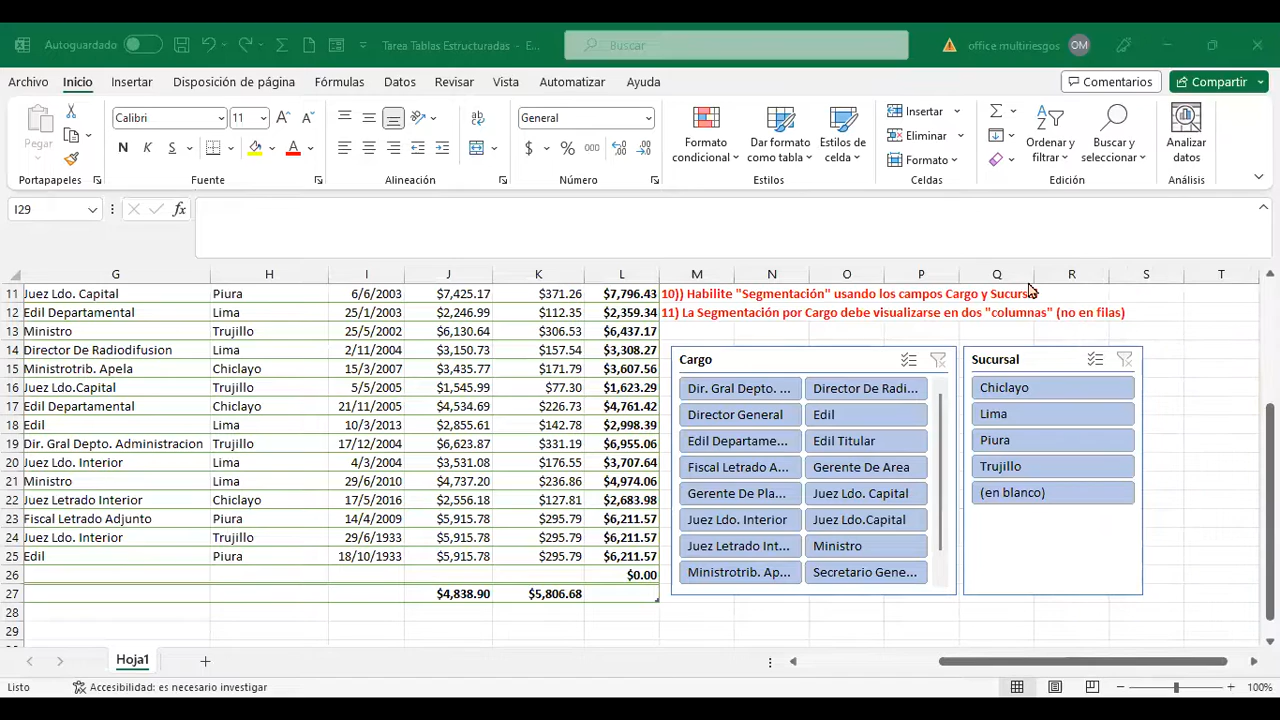 Autoguardado Tarea Tablas Estructuradas - E... Buscar office multiriesgos OM
Archivo Inicio Insertar Disposición de página Fórmulas Datos Revisar Vista Automatizar Ayuda Comentarios Compartir
Pegar
Calibri 11
N K S
A A
ab
General
$ % 000
Formato condicional
Dar formato como tabla
Estilos de celda
Insertar
Eliminar
Formato
Ordenar y filtrar
Buscar y seleccionar
Analizar datos
Portapapeles Fuente Alineación Número Estilos Celdas Edición Análisis
I29 fx
G H I J K L M N O P Q R S T
11 Juez Ldo. Capital Piura 6/6/2003 $7,425.17 $371.26 $7,796.43 10)) Habilite "Segmentación" usando los campos Cargo y Sucurs
12 Edil Departamental Lima 25/1/2003 $2,246.99 $112.35 $2,359.34 11) La Segmentación por Cargo debe visualizarse en dos "columnas" (no en filas)
13 Ministro Trujillo 25/5/2002 $6,130.64 $306.53 $6,437.17
14 Director De Radiodifusion Lima 2/11/2004 $3,150.73 $157.54 $3,308.27
15 Ministrotrib. Apela Chiclayo 15/3/2007 $3,435.77 $171.79 $3,607.56
16 Juez Ldo.Capital Trujillo 5/5/2005 $1,545.99 $77.30 $1,623.29
17 Edil Departamental Chiclayo 21/11/2005 $4,534.69 $226.73 $4,761.42
18 Edil Lima 10/3/2013 $2,855.61 $142.78 $2,998.39
19 Dir. Gral Depto. Administracion Trujillo 17/12/2004 $6,623.87 $331.19 $6,955.06
20 Juez Ldo. Interior Lima 4/3/2004 $3,531.08 $176.55 $3,707.64
21 Ministro Lima 29/6/2010 $4,737.20 $236.86 $4,974.06
22 Juez Letrado Interior Chiclayo 17/5/2016 $2,556.18 $127.81 $2,683.98
23 Fiscal Letrado Adjunto Piura 14/4/2009 $5,915.78 $295.79 $6,211.57
24 Juez Ldo. Interior Trujillo 29/6/1933 $5,915.78 $295.79 $6,211.57
25 Edil Piura 18/10/1933 $5,915.78 $295.79 $6,211.57
26 $0.00
27 $4,838.90 $5,806.68
28
29
Cargo
Dir. Gral Depto. ... Director De Radi...
Director General Edil
Edil Departame... Edil Titular
Fiscal Letrado A... Gerente De Area
Gerente De Pla... Juez Ldo. Capital
Juez Ldo. Interior Juez Ldo.Capital
Juez Letrado Int... Ministro
Ministrotrib. Ap... Secretario Gene...
Sucursal
Chiclayo
Lima
Piura
Trujillo
(en blanco)
Hoja1
Listo Accesibilidad: es necesario investigar 100%